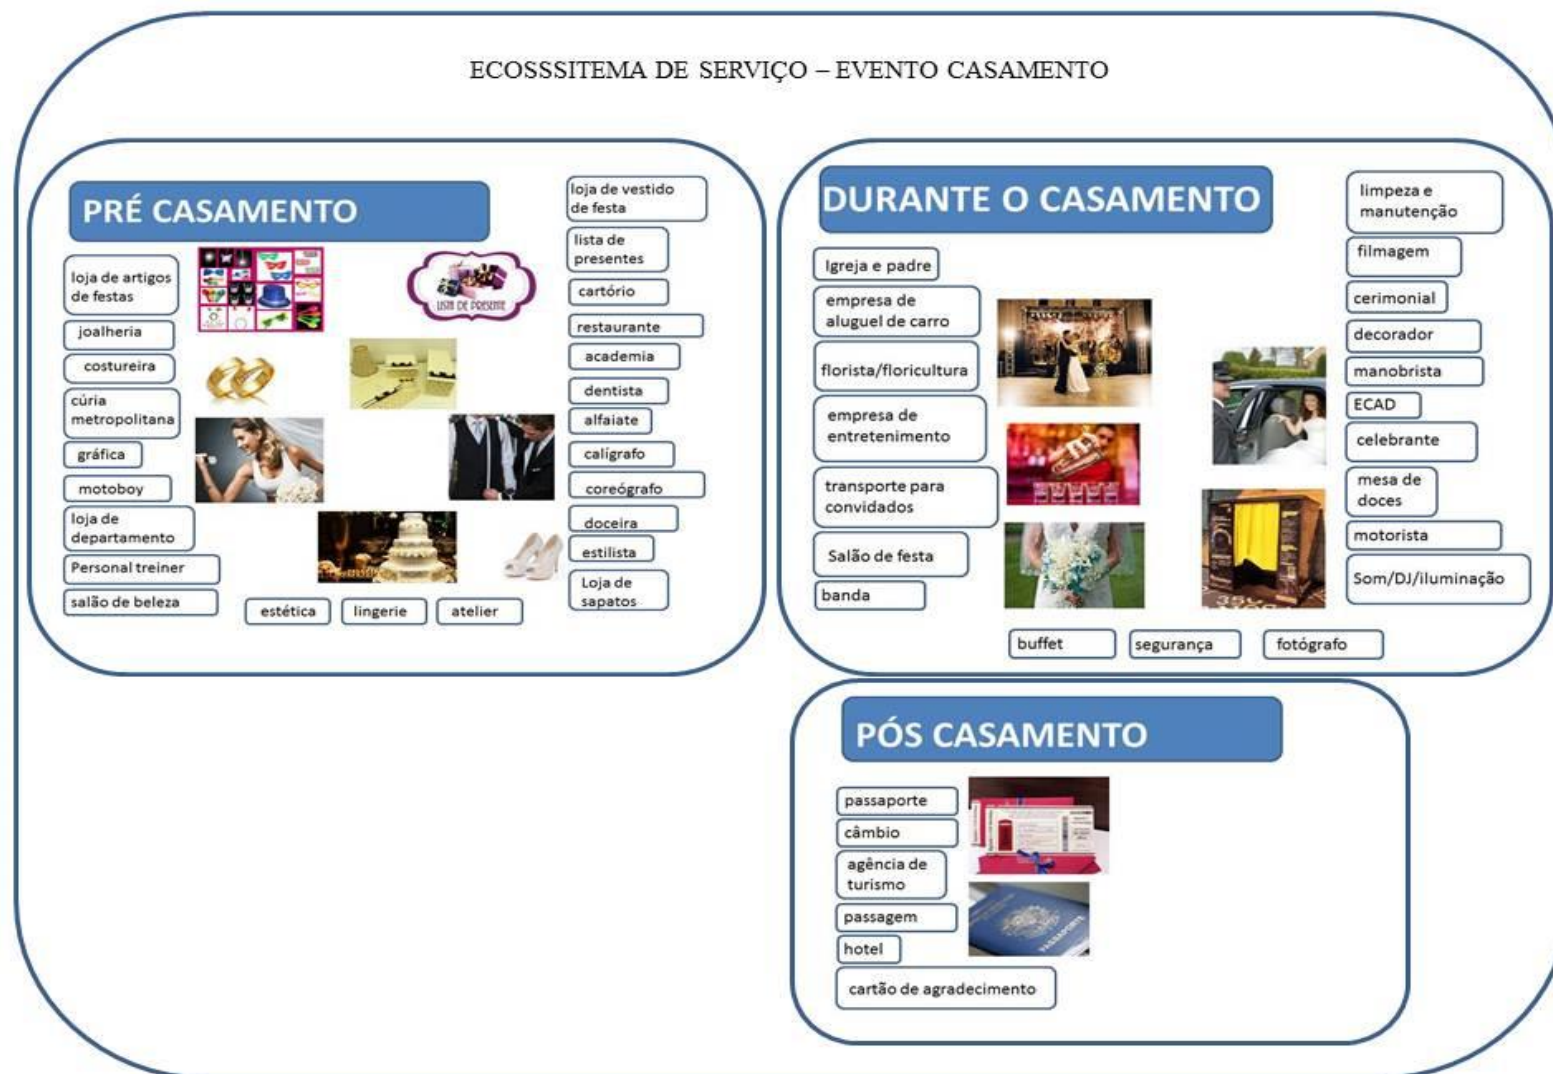 ECOSSSITEMA DE SERVIÇO – EVENTO CASAMENTO
PRÉ CASAMENTO
loja de artigos
de festas
joalheria
costureira
cúria
metropolitana
gráfica
motoboy
loja de
departamento
Personal treiner
salão de beleza
LISTA DE PRESENTE
estética
lingerie
atelier
loja de vestido
de festa
lista de
presentes
cartório
restaurante
academia
dentista
alfaiate
calígrafo
coreógrafo
doceira
estilista
Loja de
sapatos
DURANTE O CASAMENTO
Igreja e padre
empresa de
aluguel de carro
florista/floricultura
empresa de
entretenimento
transporte para
convidados
Salão de festa
banda
buffet
segurança
fotógrafo
limpeza e
manutenção
filmagem
cerimonial
decorador
manobrista
ECAD
celebrante
mesa de
doces
motorista
Som/DJ/iluminação
PÓS CASAMENTO
passaporte
câmbio
agência de
turismo
passagem
hotel
cartão de agradecimento
PASSAPORTE